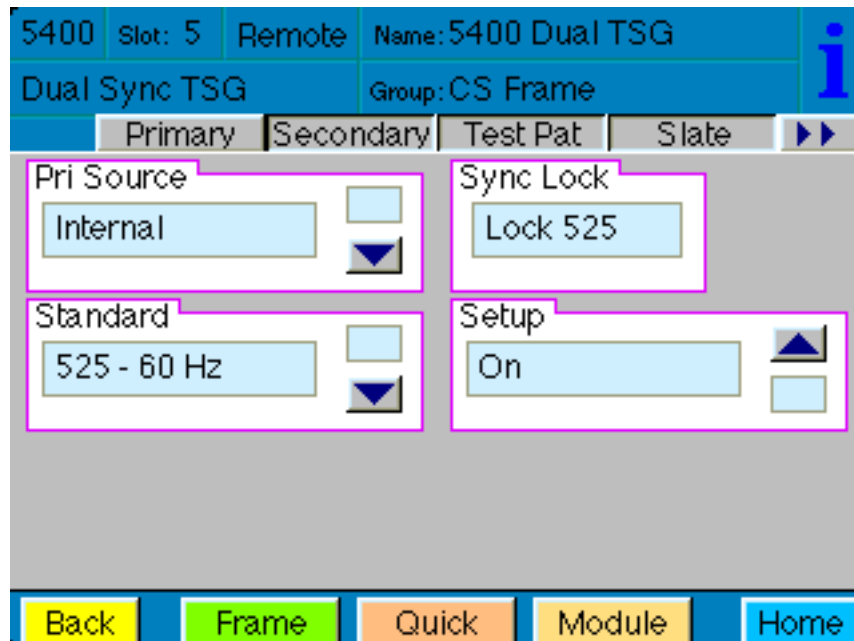 5400 Slot: 5 Remote Name: 5400 Dual TSG
Dual Sync TSG Group: CS Frame
i
Primary Secondary Test Pat Slate
Pri Source
Internal
Sync Lock
Lock 525
Standard
525 - 60 Hz
Setup
On
Back Frame Quick Module Home